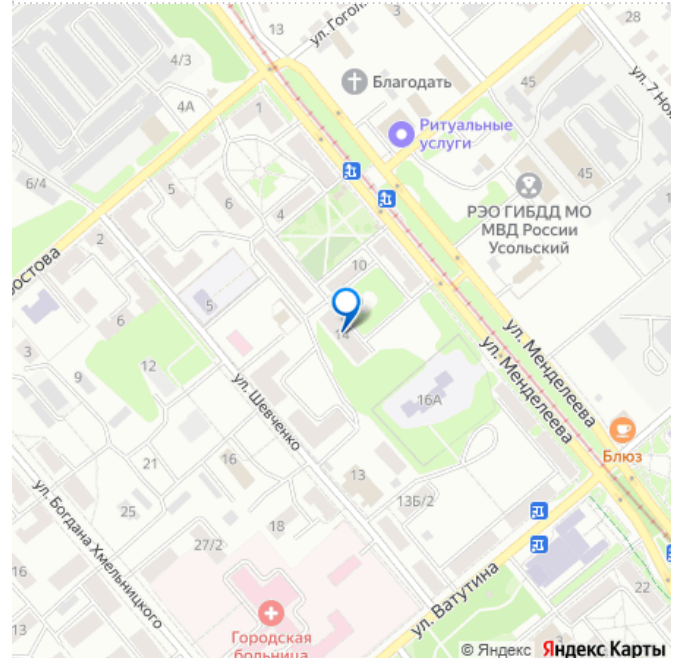 13
ул. Гогол
28
4/3
Благодать
45
ул. 7 Ноя
4А
1
Ритуальные
услуги
45
6/4
5
6
4
РЭО ГИБДД МО
МВД России
Усольский
2
10
остова
5
14
6
3
ул. Менделеева
ул. Менделеева
9
12
16А
ул. Шевченко
Блюз
21
16
13
13Б/2
ул. Богдана Хмельницкого
25
18
27/2
16
ул. Ватутина
22
2
Городская
больница
3
© Яндекс Яндекс Карты